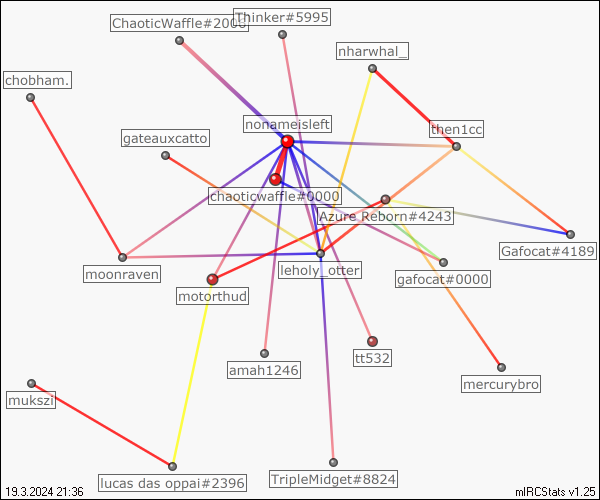 ChaoticWaffle#2006
Thinker#5995
nharwhal_
chobham.
nonameisleft
then1cc
gateauxcatto
chaoticwaffle#0000
Azure Reborn#4243
Gafocat#4189
moonraven
leholy_otter
gafocat#0000
motorthud
amah1246
tt532
mercurybro
mukszi
lucas das oppai#2396
TripleMidget#8824
19.3.2024 21:36
mIRCStats v1.25